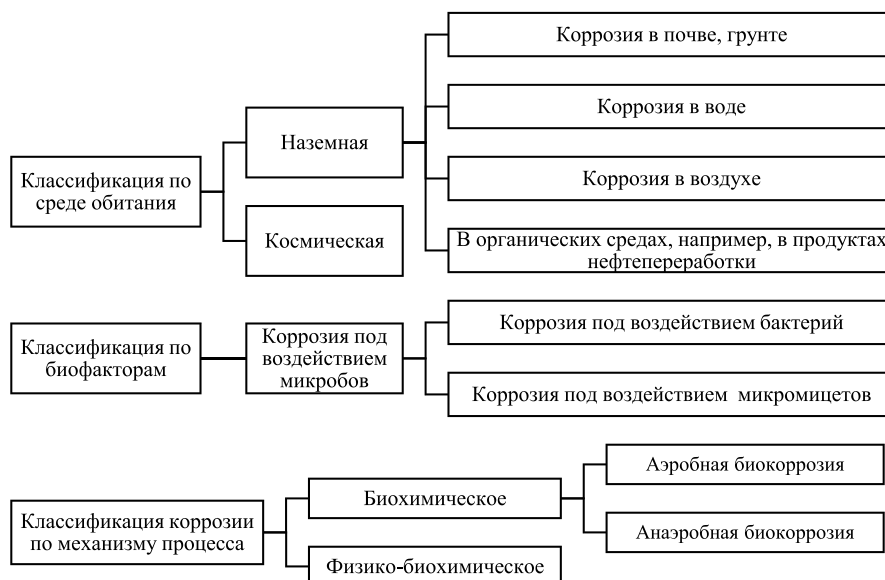 Классификация по
среде обитания
Наземная
Космическая
Коррозия в почве, грунте
Коррозия в воде
Коррозия в воздухе
В органических средах, например, в продуктах
нефтепереработки
Классификация по
биофакторам
Коррозия под
воздействием
микробов
Коррозия под воздействием бактерий
Коррозия под воздействием микромицетов
Классификация коррозии
по механизму процесса
Биохимическое
Физико-биохимическое
Аэробная биокоррозия
Анаэробная биокоррозия